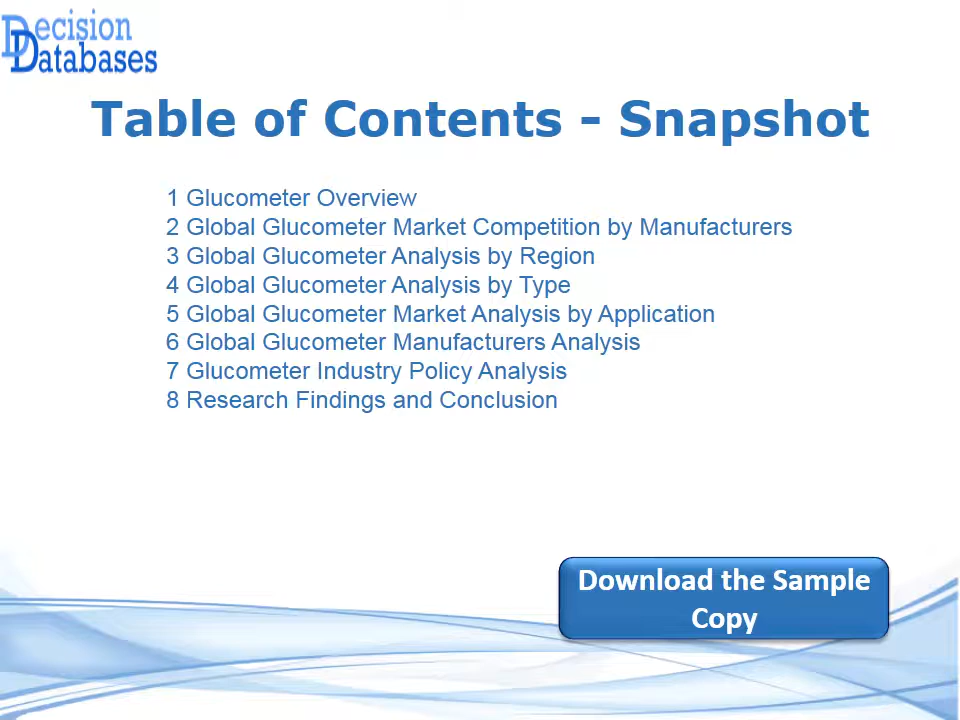 Decision
Databases
Table of Contents - Snapshot
1 Glucometer Overview
2 Global Glucometer Market Competition by Manufacturers
3 Global Glucometer Analysis by Region
4 Global Glucometer Analysis by Type
5 Global Glucometer Market Analysis by Application
6 Global Glucometer Manufacturers Analysis
7 Glucometer Industry Policy Analysis
8 Research Findings and Conclusion
Download the Sample
Copy